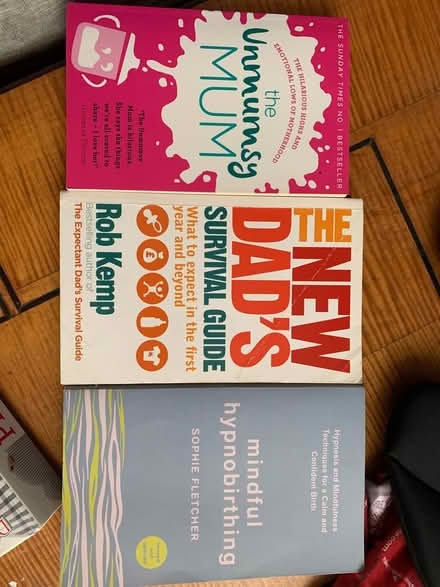 THE SUNDAY TIMES NO. 1 BESTSELLER
THE HILARIOUS HIGHS AND
EMOTIONAL LOWS OF MOTHERHOOD
the
Unmumsy
MUM
'The Unmumsy
Mum is hilarious.
She says the things
we're all scared to
share – I love her!'
THE NEW
DAD'S
SURVIVAL GUIDE
What to expect in the first
year and beyond
Rob Kemp
Bestselling author of
The Expectant Dad's Survival Guide
Hypnosis and Mindfulness
Techniques for a Calm and
Confident Birth
mindful
hypnobirthing
SOPHIE FLETCHER